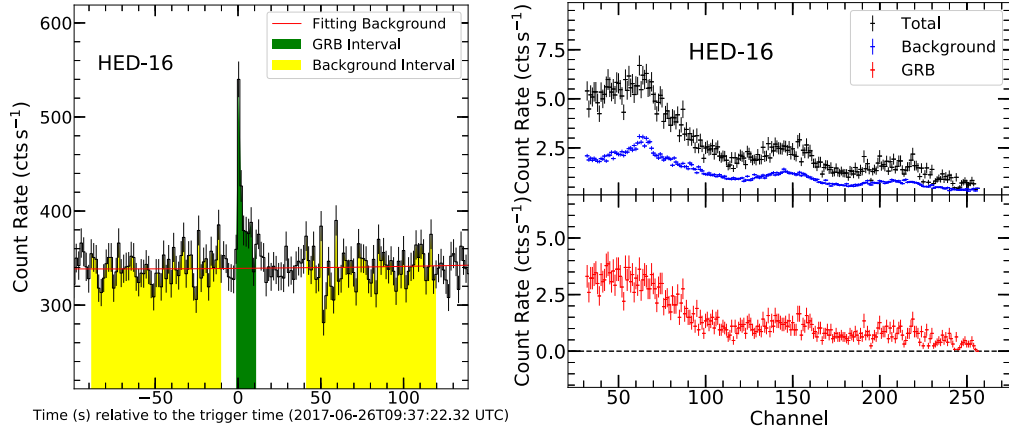 600
500
400
300
Count Rate (cts s⁻¹)
HED-16
Fitting Background
GRB Interval
Background Interval
−50
0
50
100
Time (s) relative to the trigger time (2017-06-26T09:37:22.32 UTC)
7.5
5.0
2.5
Count Rate (cts s⁻¹)
HED-16
Total
Background
GRB
5.0
2.5
0.0
Count Rate (cts s⁻¹)
50
100
150
200
250
Channel